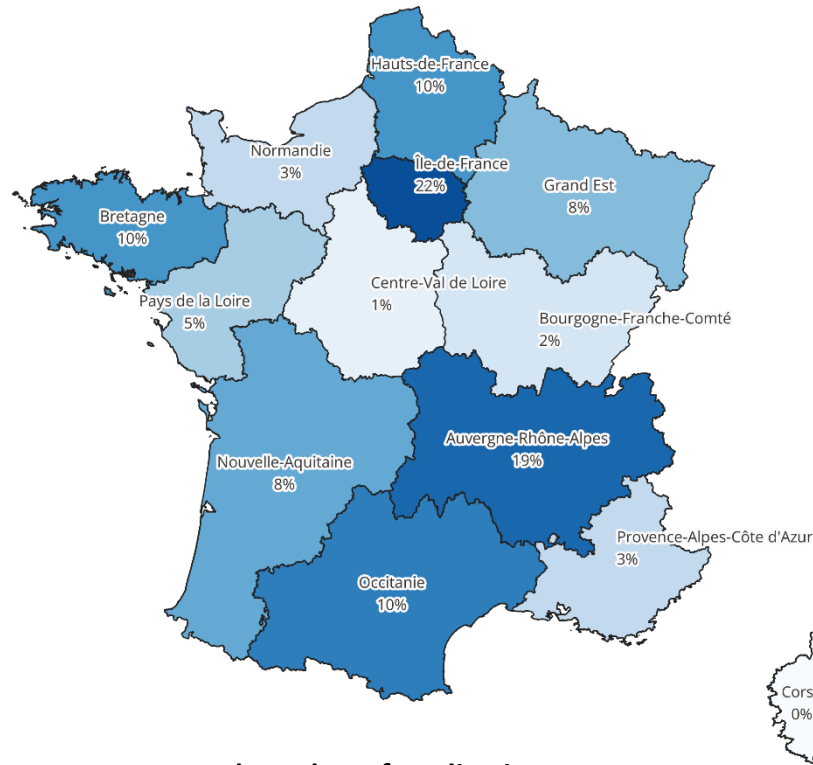 Hauts-de-France
10%
Normandie
3%
Île-de-France
22%
Grand Est
8%
Bretagne
10%
Centre-Val de Loire
1%
Pays de la Loire
5%
Bourgogne-Franche-Comté
2%
Auvergne-Rhône-Alpes
19%
Nouvelle-Aquitaine
8%
Provence-Alpes-Côte d'Azur
3%
Occitanie
10%
Cors
0%